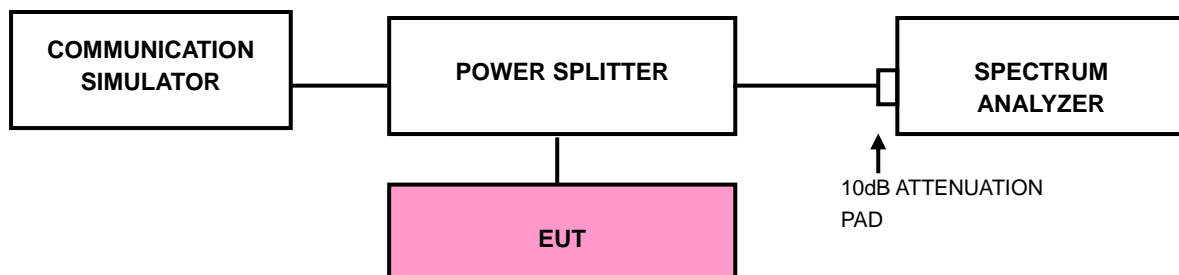 COMMUNICATION
SIMULATOR
POWER SPLITTER
SPECTRUM
ANALYZER
10dB ATTENUATION
PAD
EUT